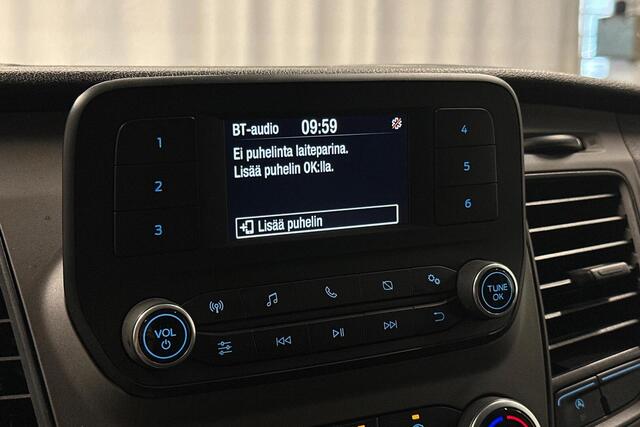 BT-audio 09:59
Ei puhelinta laiteparina.
Lisää puhelin OK:lla.
Lisää puhelin
1
2
3
4
5
6
VOL
TUNE
OK